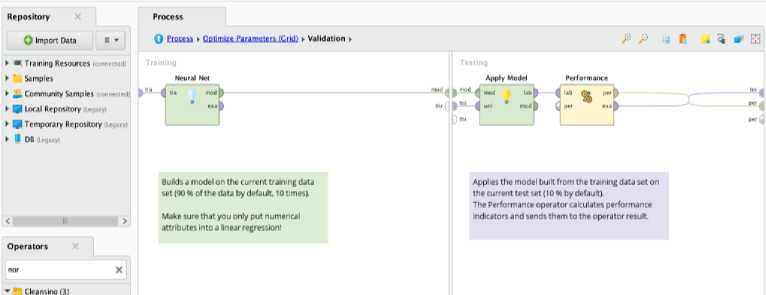 Repository
Import Data
Training Resources (connected)
Samples
Community Samples (connected)
Local Repository (Legacy)
Temporary Repository (Legacy)
DB (Legacy)
Operators
nor
Cleansing (3)
Process
Process Optimize Parameters (Grid) Validation
Training
Neural Net
tra
tra mod
exa
mod
thr
Builds a model on the current training data
set (90 % of the data by default, 10 times).
Make sure that you only put numerical
attributes into a linear regression!
Testing
Apply Model
Performance
mod
tes
thr
mod lab
unl mod
lab per
per exa
tes
per
per
Applies the model built from the training data set on
the current test set (10 % by default).
The Performance operator calculates performance
indicators and sends them to the operator result.